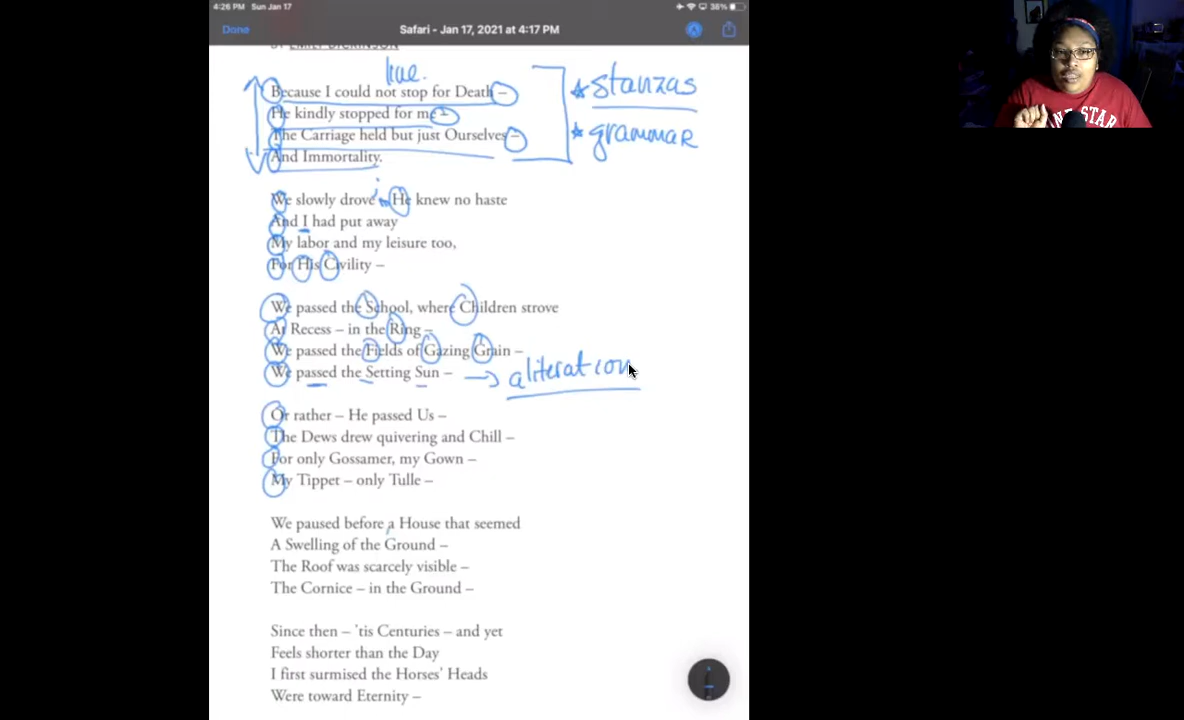 4:26 PM Sun Jan 17
38%
Done
Safari - Jan 17, 2021 at 4:17 PM
BY EMILY DICKINSON
line.
Because I could not stop for Death –
He kindly stopped for me –
The Carriage held but just Ourselves –
And Immortality.
stanzas
grammar
We slowly drove – He knew no haste
And I had put away
My labor and my leisure too,
For His Civility –
We passed the School, where Children strove
At Recess – in the Ring –
We passed the Fields of Gazing Grain –
We passed the Setting Sun –
aliteration
Or rather – He passed Us –
The Dews drew quivering and Chill –
For only Gossamer, my Gown –
My Tippet – only Tulle –
We paused before a House that seemed
A Swelling of the Ground –
The Roof was scarcely visible –
The Cornice – in the Ground –
Since then – 'tis Centuries – and yet
Feels shorter than the Day
I first surmised the Horses' Heads
Were toward Eternity –
STAR